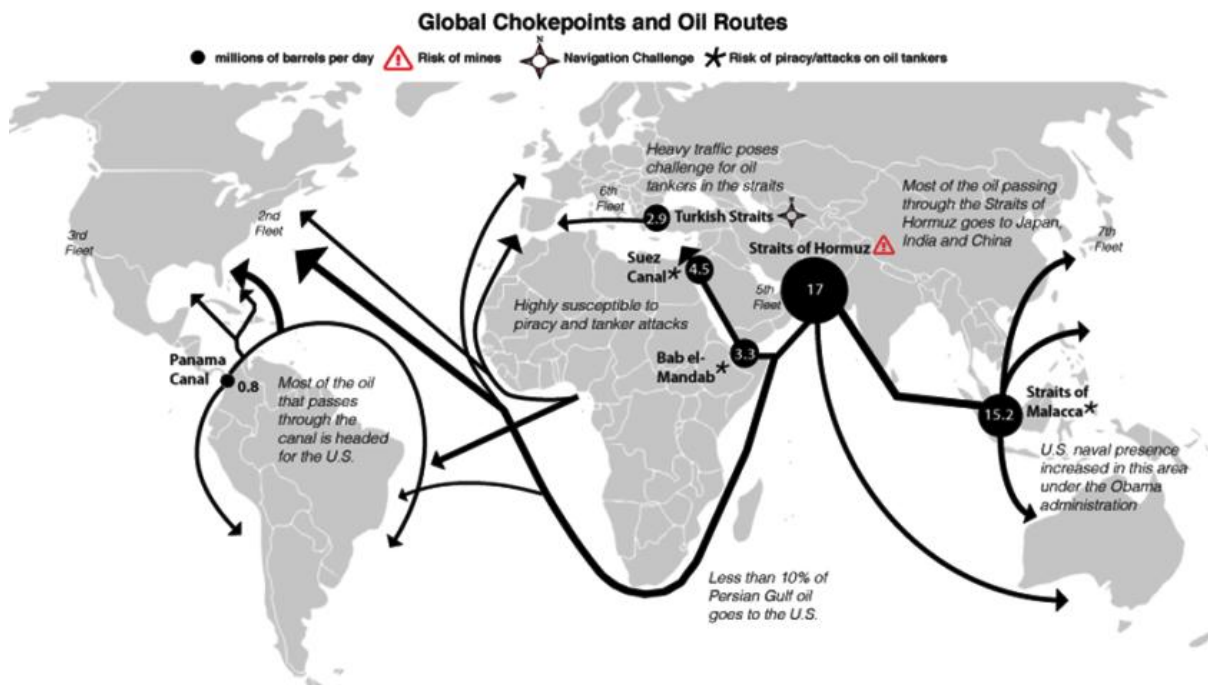 Global Chokepoints and Oil Routes
millions of barrels per day Risk of mines Navigation Challenge Risk of piracy/attacks on oil tankers
Heavy traffic poses
challenge for oil
tankers in the straits
6th
Fleet
2.9 Turkish Straits
Most of the oil passing
through the Straits of
Hormuz goes to Japan,
India and China
7th
Fleet
2nd
Fleet
3rd
Fleet
Straits of Hormuz
17
5th
Fleet
Suez
Canal
4.5
Highly susceptible to
piracy and tanker attacks
Bab el-
Mandab
3.3
Panama
Canal
0.8
Most of the oil
that passes
through the
canal is headed
for the U.S.
Straits of
Malacca
15.2
U.S. naval presence
increased in this area
under the Obama
administration
Less than 10% of
Persian Gulf oil
goes to the U.S.